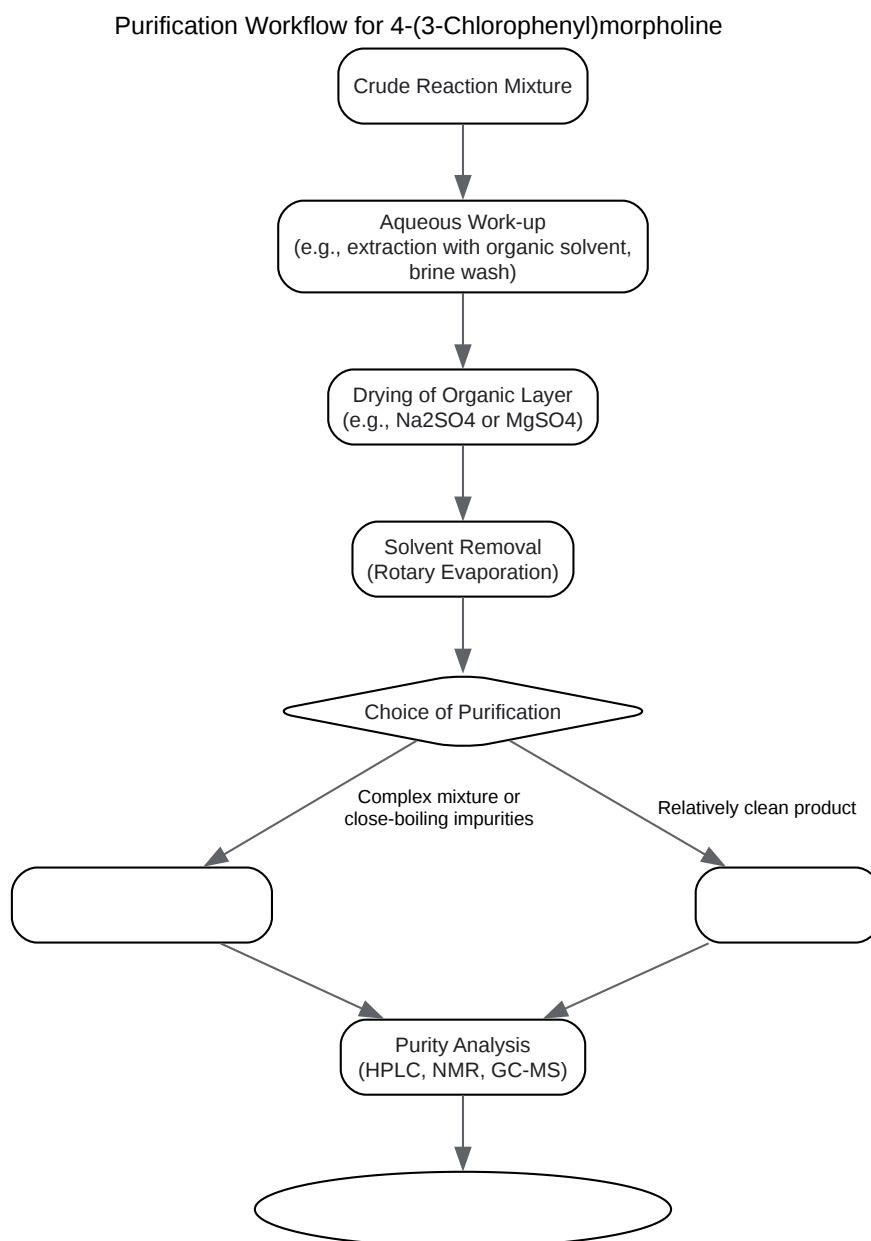 Purification Workflow for 4-(3-Chlorophenyl)morpholine
Crude Reaction Mixture
Aqueous Work-up
(e.g., extraction with organic solvent,
brine wash)
Drying of Organic Layer
(e.g., Na2SO4 or MgSO4)
Solvent Removal
(Rotary Evaporation)
Choice of Purification
Complex mixture or
close-boiling impurities
Relatively clean product
Purity Analysis
(HPLC, NMR, GC-MS)